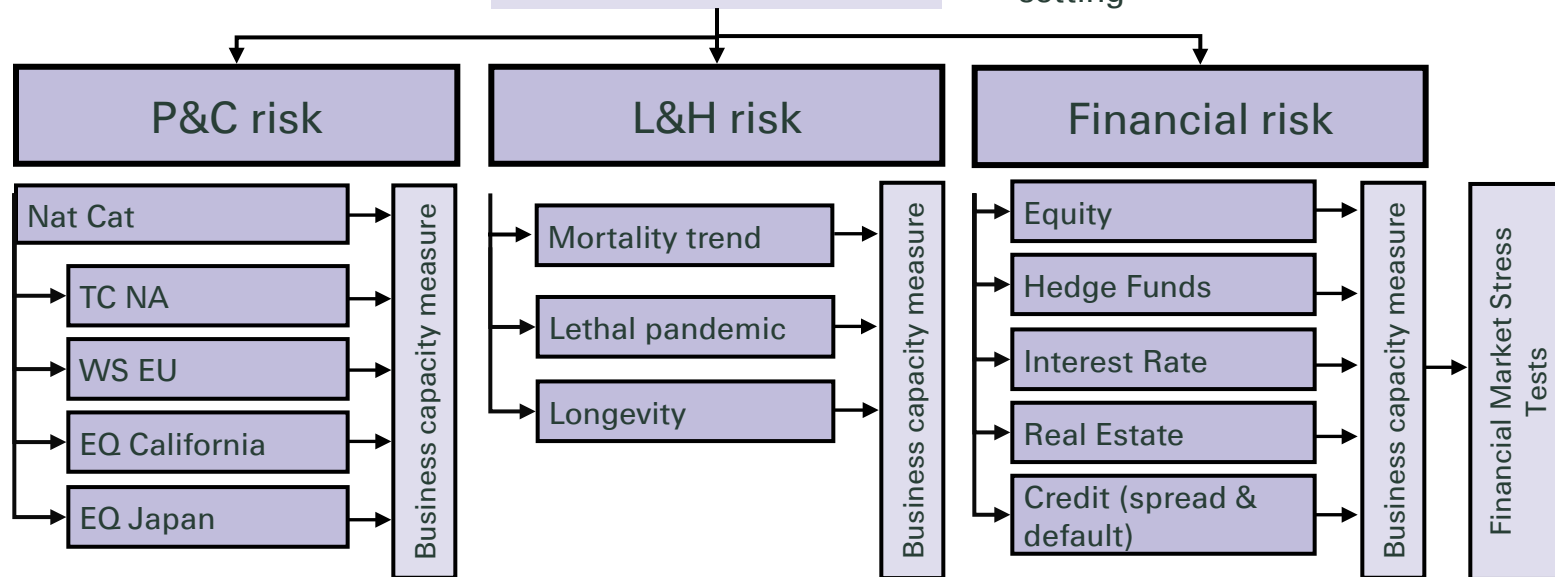 setting
P&C risk
L&H risk
Financial risk
Nat Cat
TC NA
WS EU
EQ California
EQ Japan
Business capacity measure
Mortality trend
Lethal pandemic
Longevity
Business capacity measure
Equity
Hedge Funds
Interest Rate
Real Estate
Credit (spread &
default)
Business capacity measure
Financial Market Stress
Tests